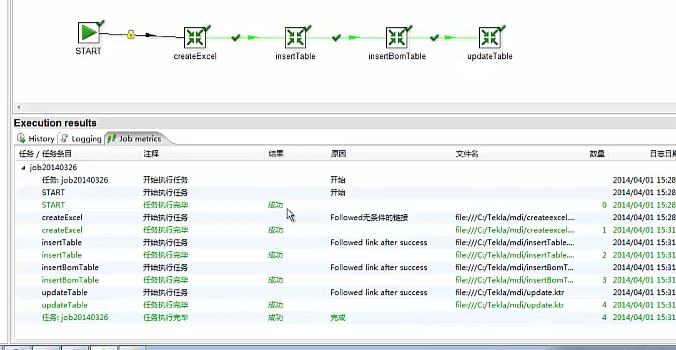 START
createExcel
insertTable
insertBomTable
updateTable
Execution results
History Logging Job metrics
任务 / 任务条目 注释 结果 原因 文件名 数量 日志日
job20140326
任务: job20140326 开始执行任务 开始 2014/04/01 15:28
START 开始执行任务 开始 2014/04/01 15:28
START 任务执行完毕 成功 0 2014/04/01 15:28
createExcel 开始执行任务 Followed无条件的链接 file:///C:/Tekla/mdi/createexcel.... 2014/04/01 15:28
createExcel 任务执行完毕 成功 file:///C:/Tekla/mdi/createexcel.... 1 2014/04/01 15:31
insertTable 开始执行任务 Followed link after success file:///C:/Tekla/mdi/insertTable.... 2014/04/01 15:31
insertTable 任务执行完毕 成功 file:///C:/Tekla/mdi/insertTable.... 2 2014/04/01 15:31
insertBomTable 开始执行任务 Followed link after success file:///C:/Tekla/mdi/insertBomT... 2014/04/01 15:31
insertBomTable 任务执行完毕 成功 file:///C:/Tekla/mdi/insertBomT... 3 2014/04/01 15:31
updateTable 开始执行任务 Followed link after success file:///C:/Tekla/mdi/update.ktr 2014/04/01 15:31
updateTable 任务执行完毕 成功 file:///C:/Tekla/mdi/update.ktr 4 2014/04/01 15:31
任务: job20140326 任务执行完毕 成功 完成 4 2014/04/01 15:31